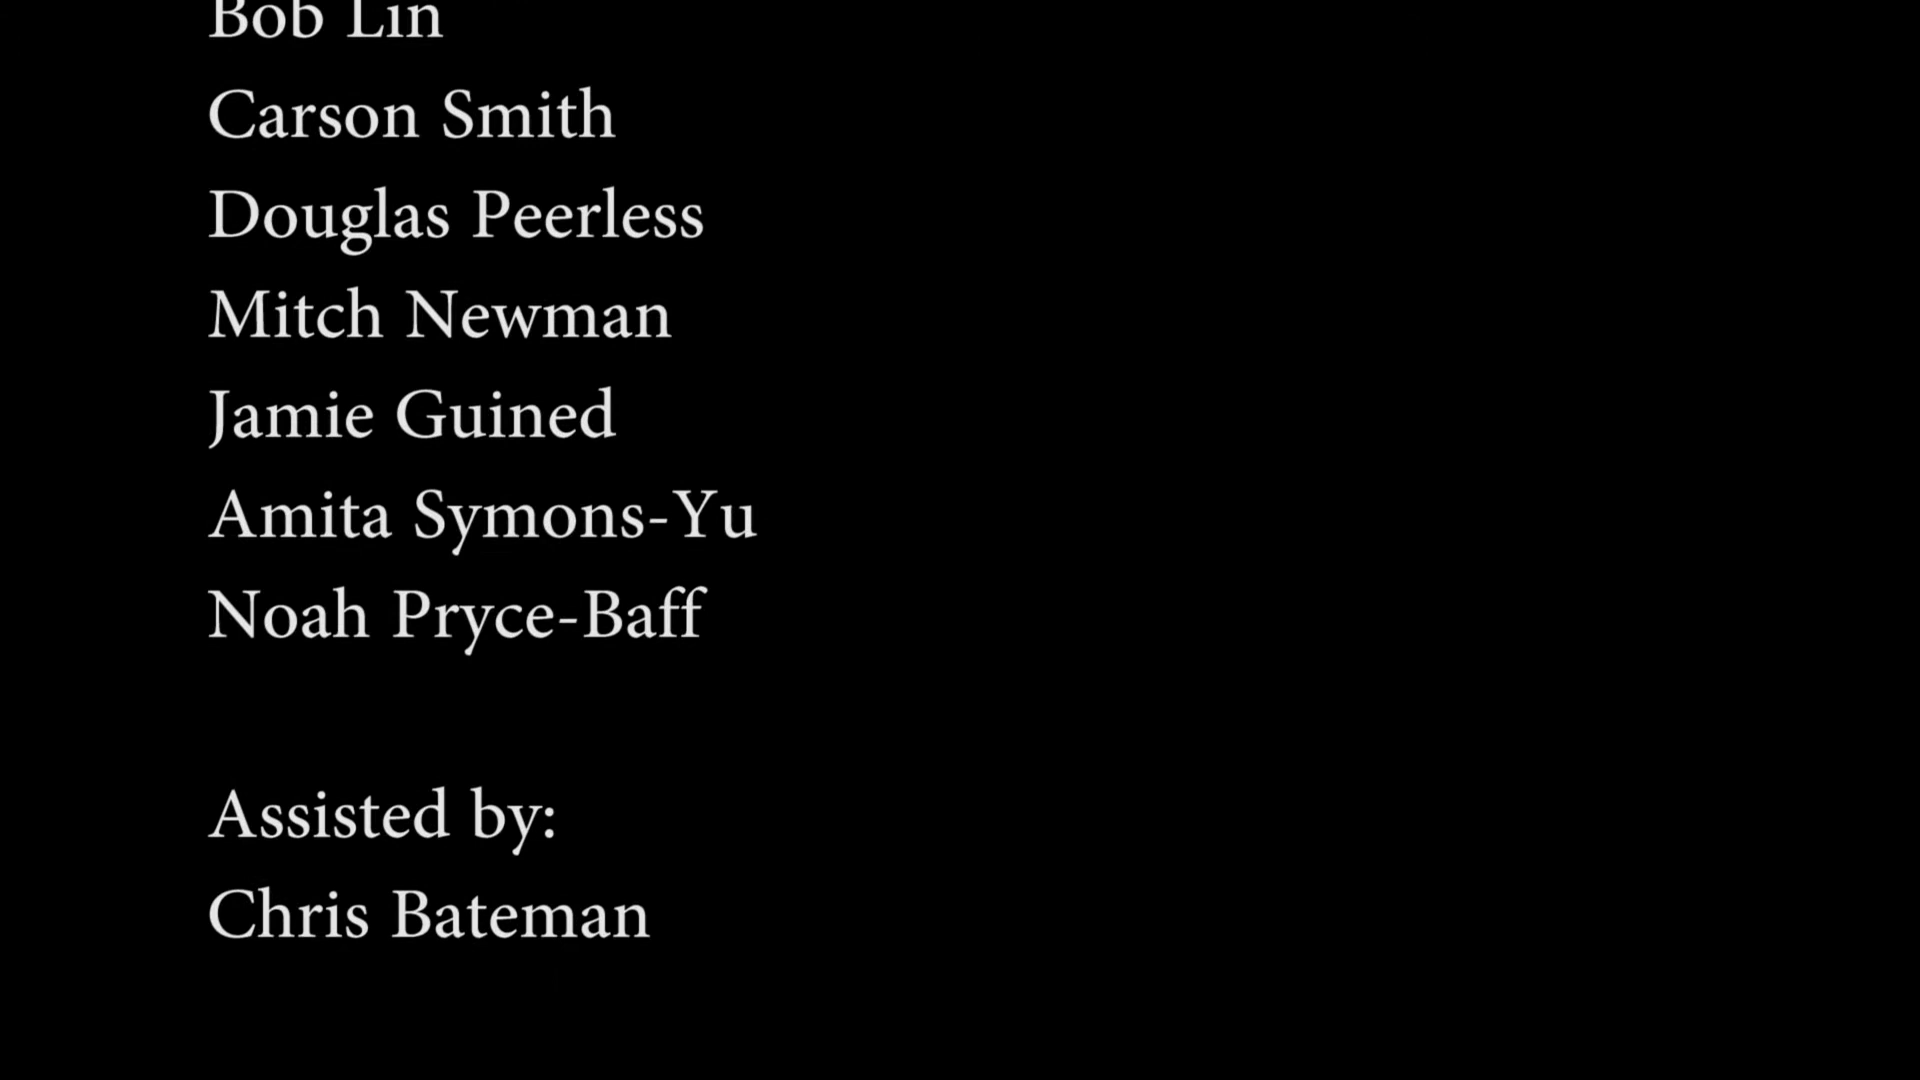 Bob Lin
Carson Smith
Douglas Peerless
Mitch Newman
Jamie Guined
Amita Symons-Yu
Noah Pryce-Baff
Assisted by:
Chris Bateman